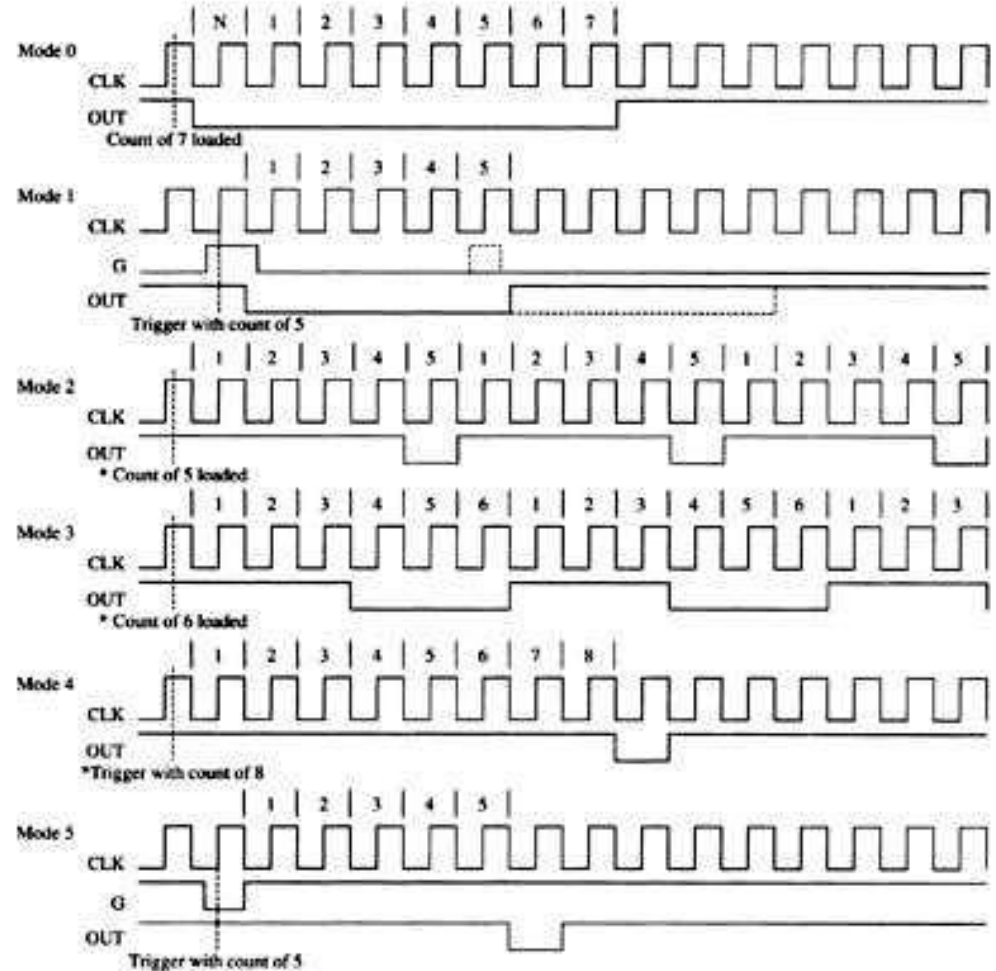 N 1 2 3 4 5 6 7
Mode 0
CLK
OUT
Count of 7 loaded
1 2 3 4 5
Mode 1
CLK
G
OUT
Trigger with count of 5
1 2 3 4 5 1 2 3 4 5 1 2 3 4 5
Mode 2
CLK
OUT
* Count of 5 loaded
1 2 3 4 5 6 1 2 3 4 5 6 1 2 3
Mode 3
CLK
OUT
* Count of 6 loaded
1 2 3 4 5 6 7 8
Mode 4
CLK
OUT
*Trigger with count of 8
1 2 3 4 5
Mode 5
CLK
G
OUT
Trigger with count of 5